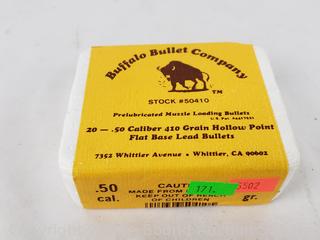 Buffalo Bullet Company
TM
STOCK #50410
Prelubricated Muzzle Loading Bullets
20 — .50 Caliber 410 Grain Hollow Point
Flat Base Lead Bullets
7352 Whittier Avenue • Whittier, CA 90602
.50
cal.
CAUT
MADE FROM
KEEP OUT OF REACH
OF CHILDREN
171.
5502
gr.